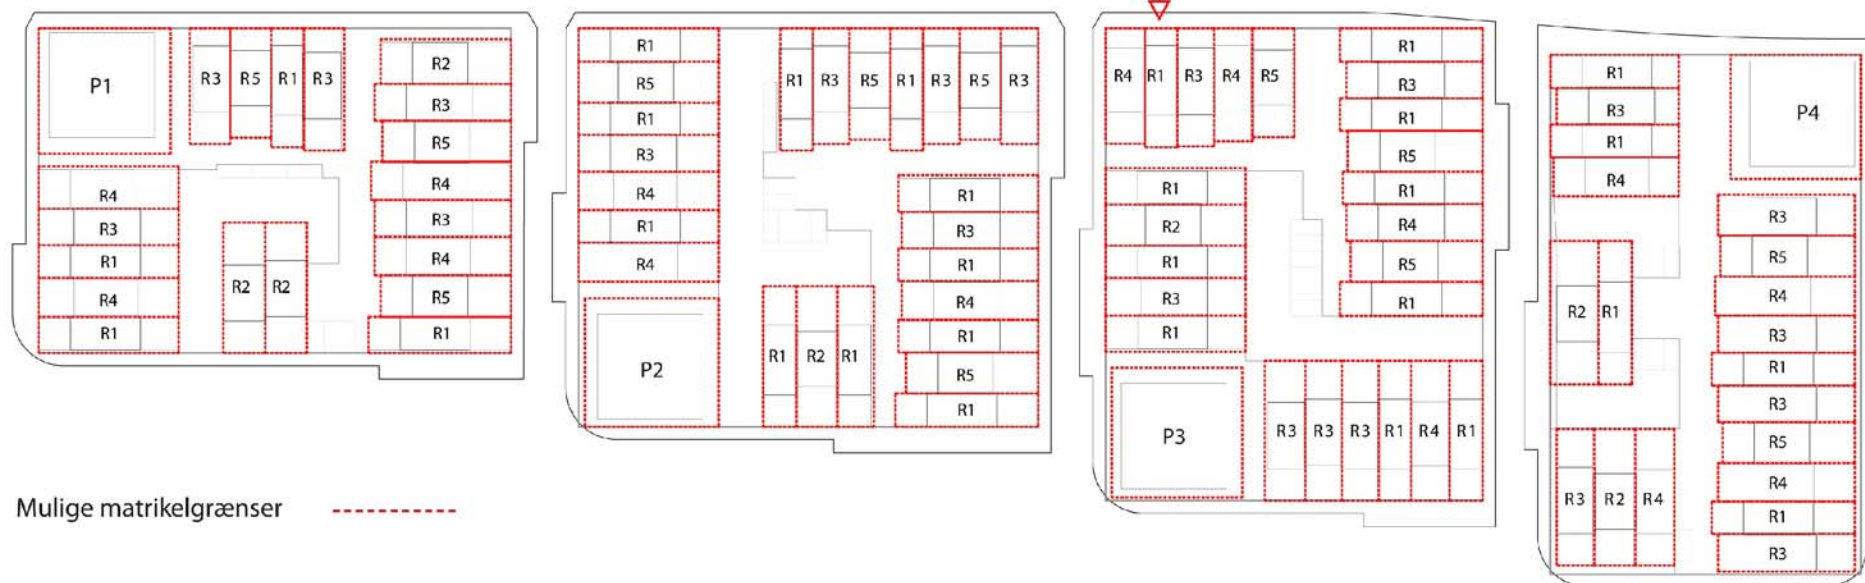 P1
R3 R5 R1 R3
R2
R3
R5
R4
R3
R4
R5
R1
R4
R3
R1
R4
R1
R2 R2
R1
R5
R1
R3
R4
R1
R4
P2
R1 R3 R5 R1 R3 R5 R3
R1
R3
R1
R4
R1
R5
R1
R1 R2 R1
R4 R1 R3 R4 R5
R1
R3
R1
R5
R1
R4
R5
R1
R1
R2
R1
R3
R1
P3
R3 R3 R3 R1 R4 R1
R1
R3
R1
R4
P4
R2 R1
R3
R5
R4
R3
R1
R3
R5
R4
R1
R3
R3 R2 R4
Mulige matrikelgrænser